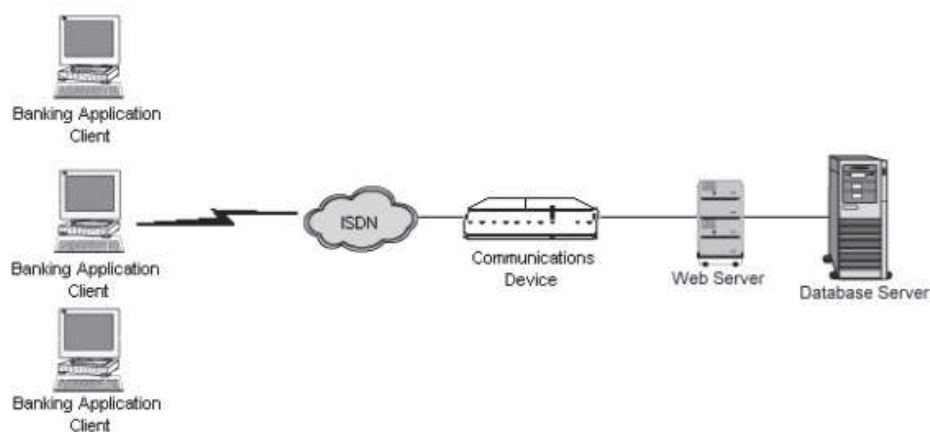 Banking Application
Client
Banking Application
Client
Banking Application
Client
ISDN
Communications
Device
Web Server
Database Server